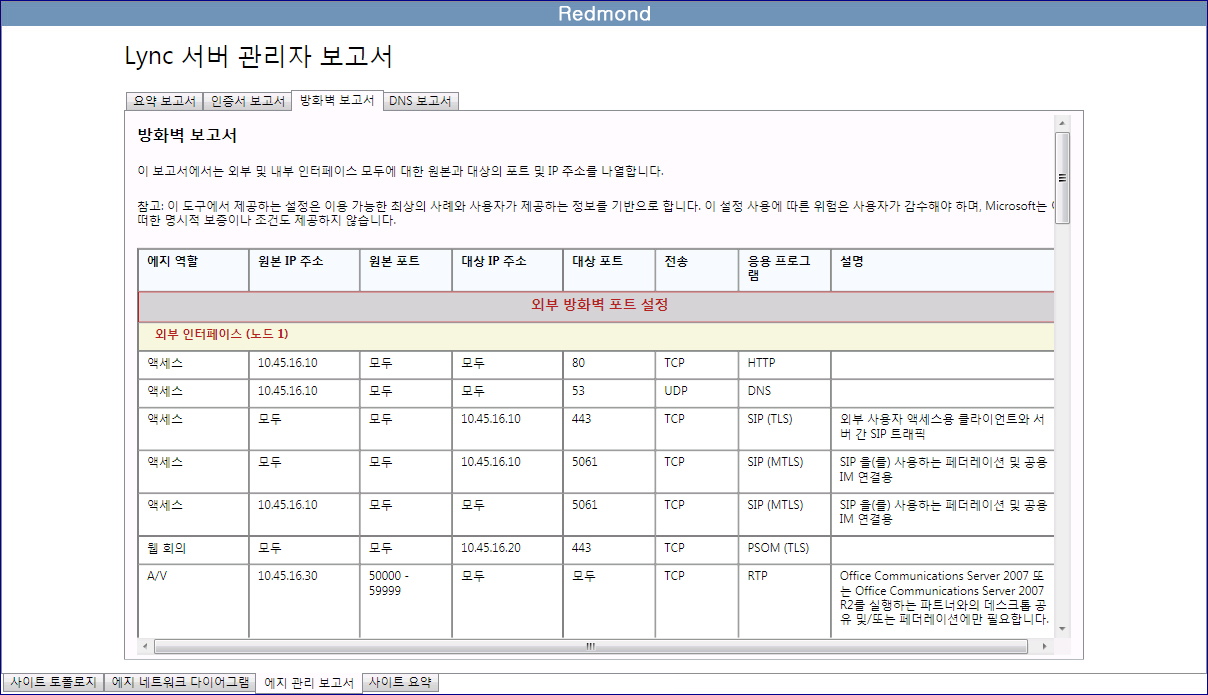 Redmond
Lync 서버 관리자 보고서
요약 보고서 인증서 보고서 방화벽 보고서 DNS 보고서
방화벽 보고서
이 보고서에서는 외부 및 내부 인터페이스 모두에 대한 원본과 대상의 포트 및 IP 주소를 나열합니다.
참고: 이 도구에서 제공하는 설정은 이용 가능한 최상의 사례와 사용자가 제공하는 정보를 기반으로 합니다. 이 설정 사용에 따른 위험은 사용자가 감수해야 하며, Microsoft는
떠한 명시적 보증이나 조건도 제공하지 않습니다.
에지 역할 원본 IP 주소 원본 포트 대상 IP 주소 대상 포트 전송 응용 프로그 설명
램
외부 방화벽 포트 설정
외부 인터페이스 (노드 1)
액세스 10.45.16.10 모두 모두 80 TCP HTTP
액세스 10.45.16.10 모두 모두 53 UDP DNS
액세스 모두 모두 10.45.16.10 443 TCP SIP (TLS) 외부 사용자 액세스용 클라이언트와 서
버 간 SIP 트래픽
액세스 모두 모두 10.45.16.10 5061 TCP SIP (MTLS) SIP 을(를) 사용하는 페더레이션 및 공용
IM 연결용
액세스 10.45.16.10 모두 모두 5061 TCP SIP (MTLS) SIP 을(를) 사용하는 페더레이션 및 공용
IM 연결용
웹 회의 모두 모두 10.45.16.20 443 TCP PSOM (TLS)
A/V 10.45.16.30 50000 - 모두 모두 TCP RTP Office Communications Server 2007 또
59999 는 Office Communications Server 2007
R2를 실행하는 파트너와의 데스크톱 공
유 및/또는 페더레이션에만 필요합니다.
사이트 토폴로지 에지 네트워크 다이어그램 에지 관리 보고서 사이트 요약